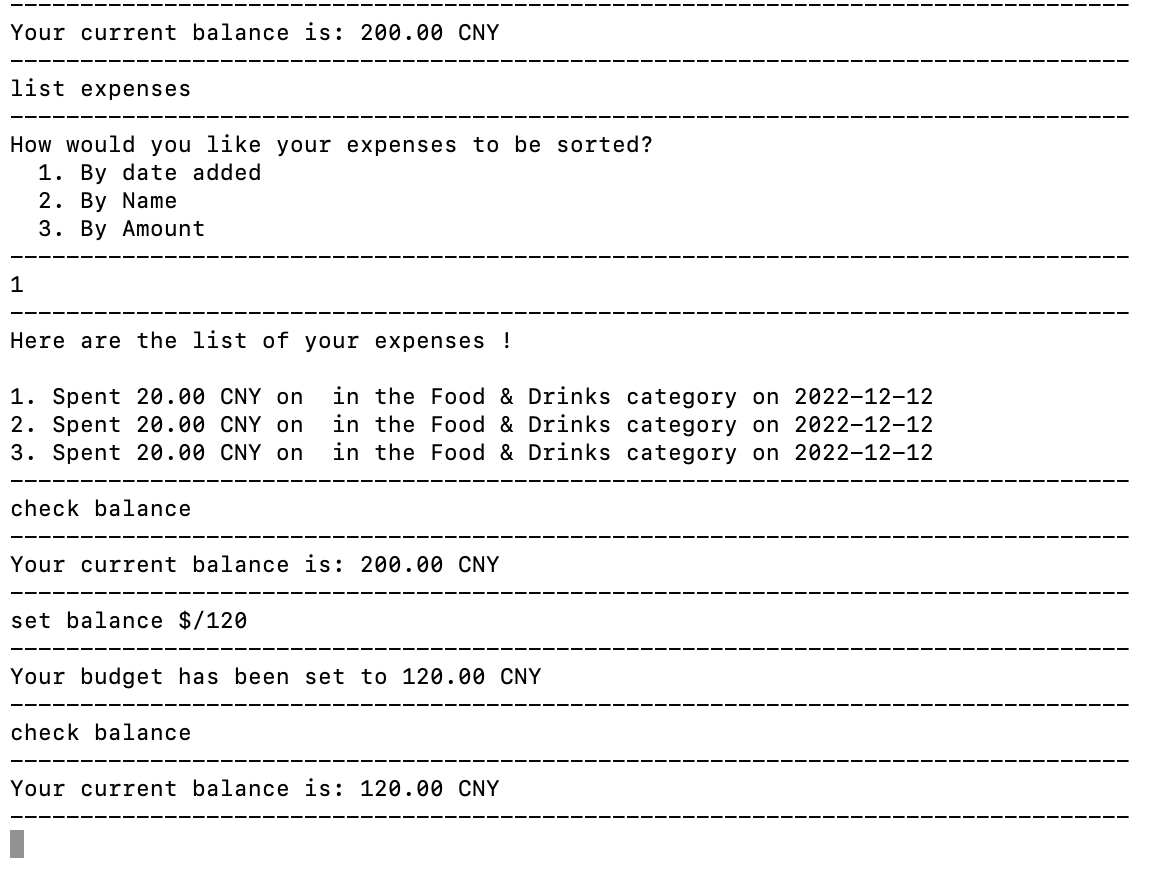 Your current balance is: 200.00 CNY
list expenses
How would you like your expenses to be sorted?
  1. By date added
  2. By Name
  3. By Amount
1
Here are the list of your expenses !

1. Spent 20.00 CNY on  in the Food & Drinks category on 2022-12-12
2. Spent 20.00 CNY on  in the Food & Drinks category on 2022-12-12
3. Spent 20.00 CNY on  in the Food & Drinks category on 2022-12-12
check balance
Your current balance is: 200.00 CNY
set balance $/120
Your budget has been set to 120.00 CNY
check balance
Your current balance is: 120.00 CNY